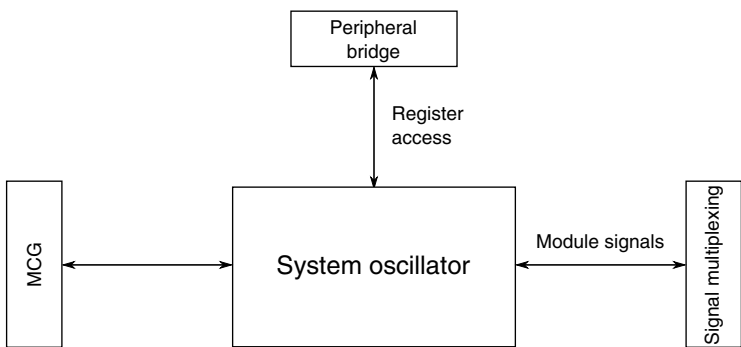 Peripheral
bridge
Register
access
MCG
System oscillator
Module signals
Signal multiplexing